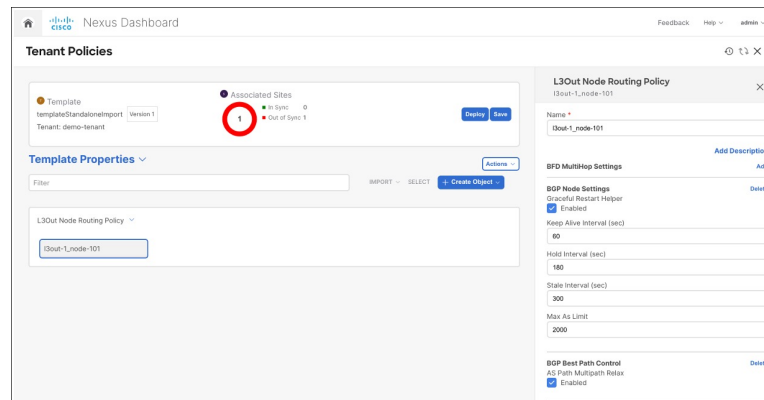 CISCO Nexus Dashboard
Feedback Help admin
Tenant Policies
Template
templateStandaloneImport Version 1
Tenant: demo-tenant
Associated Sites
1
In Sync 0
Out of Sync 1
Deploy Save
Template Properties
Actions
Filter
IMPORT SELECT + Create Object
L3Out Node Routing Policy
l3out-1_node-101
L3Out Node Routing Policy
l3out-1_node-101
Name *
l3out-1_node-101
Add Descriptio
BFD MultiHop Settings Ad
BGP Node Settings Delet
Graceful Restart Helper
Enabled
Keep Alive Interval (sec)
60
Hold Interval (sec)
180
Stale Interval (sec)
300
Max As Limit
2000
BGP Best Path Control Delet
AS Path Multipath Relax
Enabled